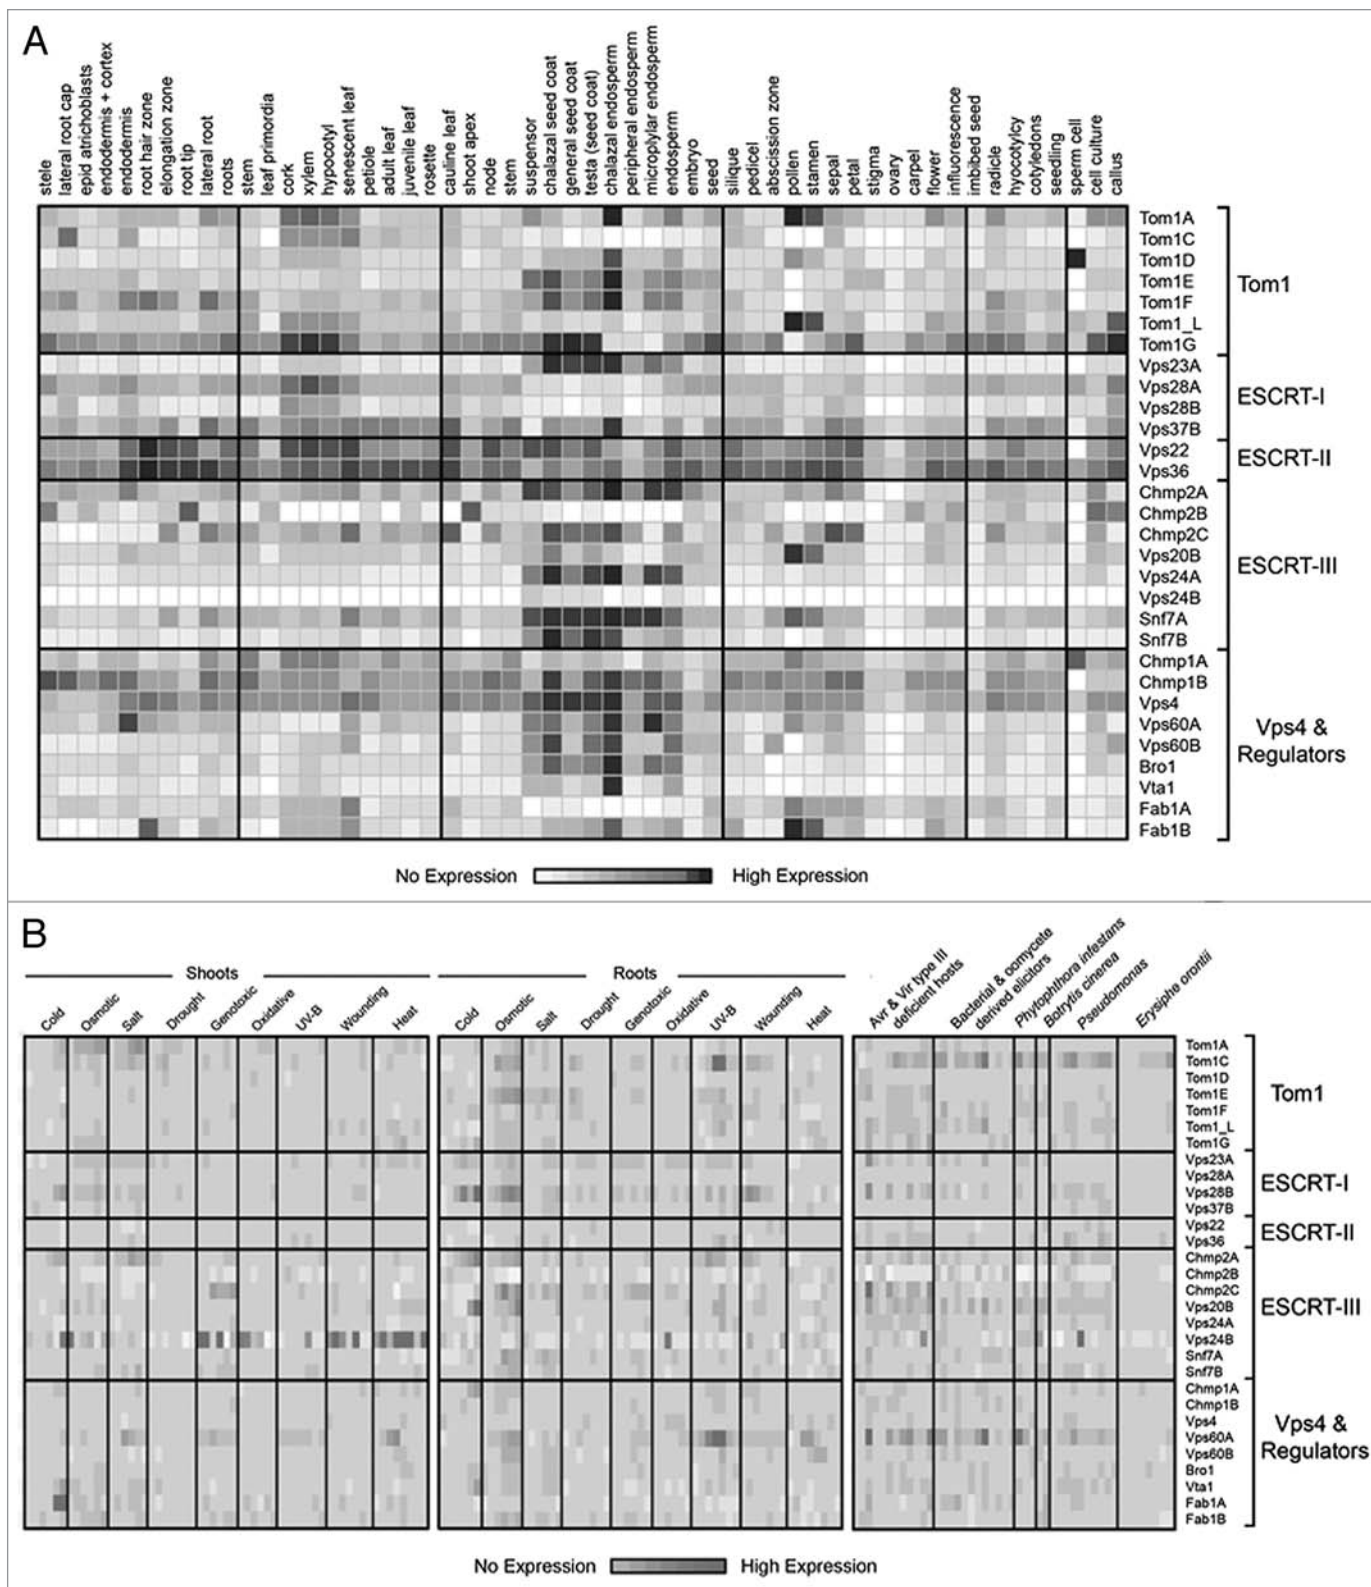 A
stele
lateral root cap
epid atrichoblasts
endodermis + cortex
endodermis
root hair zone
elongation zone
root tip
lateral root
roots
stem
leaf primordia
cork
xylem
hypocotyl
senescent leaf
petiole
adult leaf
juvenile leaf
rosette
cauline leaf
shoot apex
node
stem
suspensor
chalazal seed coat
general seed coat
testa (seed coat)
chalazal endosperm
peripheral endosperm
microplylar endosperm
endosperm
embryo
seed
silique
pedicel
abscission zone
pollen
stamen
sepal
petal
stigma
ovary
carpel
flower
influorescence
imbibed seed
radicle
hyocotylcy
cotyledons
seedling
sperm cell
cell culture
callus
Tom1A
Tom1C
Tom1D
Tom1E
Tom1F
Tom1_L
Tom1G
Vps23A
Vps28A
Vps28B
Vps37B
Vps22
Vps36
Chmp2A
Chmp2B
Chmp2C
Vps20B
Vps24A
Vps24B
Snf7A
Snf7B
Chmp1A
Chmp1B
Vps4
Vps60A
Vps60B
Bro1
Vta1
Fab1A
Fab1B
Tom1
ESCRT-I
ESCRT-II
ESCRT-III
Vps4 &
Regulators
No Expression
High Expression
B
Shoots
Roots
Cold
Osmotic
Salt
Drought
Genotoxic
Oxidative
UV-B
Wounding
Heat
Cold
Osmotic
Salt
Drought
Genotoxic
Oxidative
UV-B
Wounding
Heat
Avr & Vir type III
deficient hosts
Bacterial & oomycete
derived elicitors
Phytophthora infestans
Botrytis cinerea
Pseudomonas
Erysiphe orontii
Tom1A
Tom1C
Tom1D
Tom1E
Tom1F
Tom1_L
Tom1G
Vps23A
Vps28A
Vps28B
Vps37B
Vps22
Vps36
Chmp2A
Chmp2B
Chmp2C
Vps20B
Vps24A
Vps24B
Snf7A
Snf7B
Chmp1A
Chmp1B
Vps4
Vps60A
Vps60B
Bro1
Vta1
Fab1A
Fab1B
Tom1
ESCRT-I
ESCRT-II
ESCRT-III
Vps4 &
Regulators
No Expression
High Expression